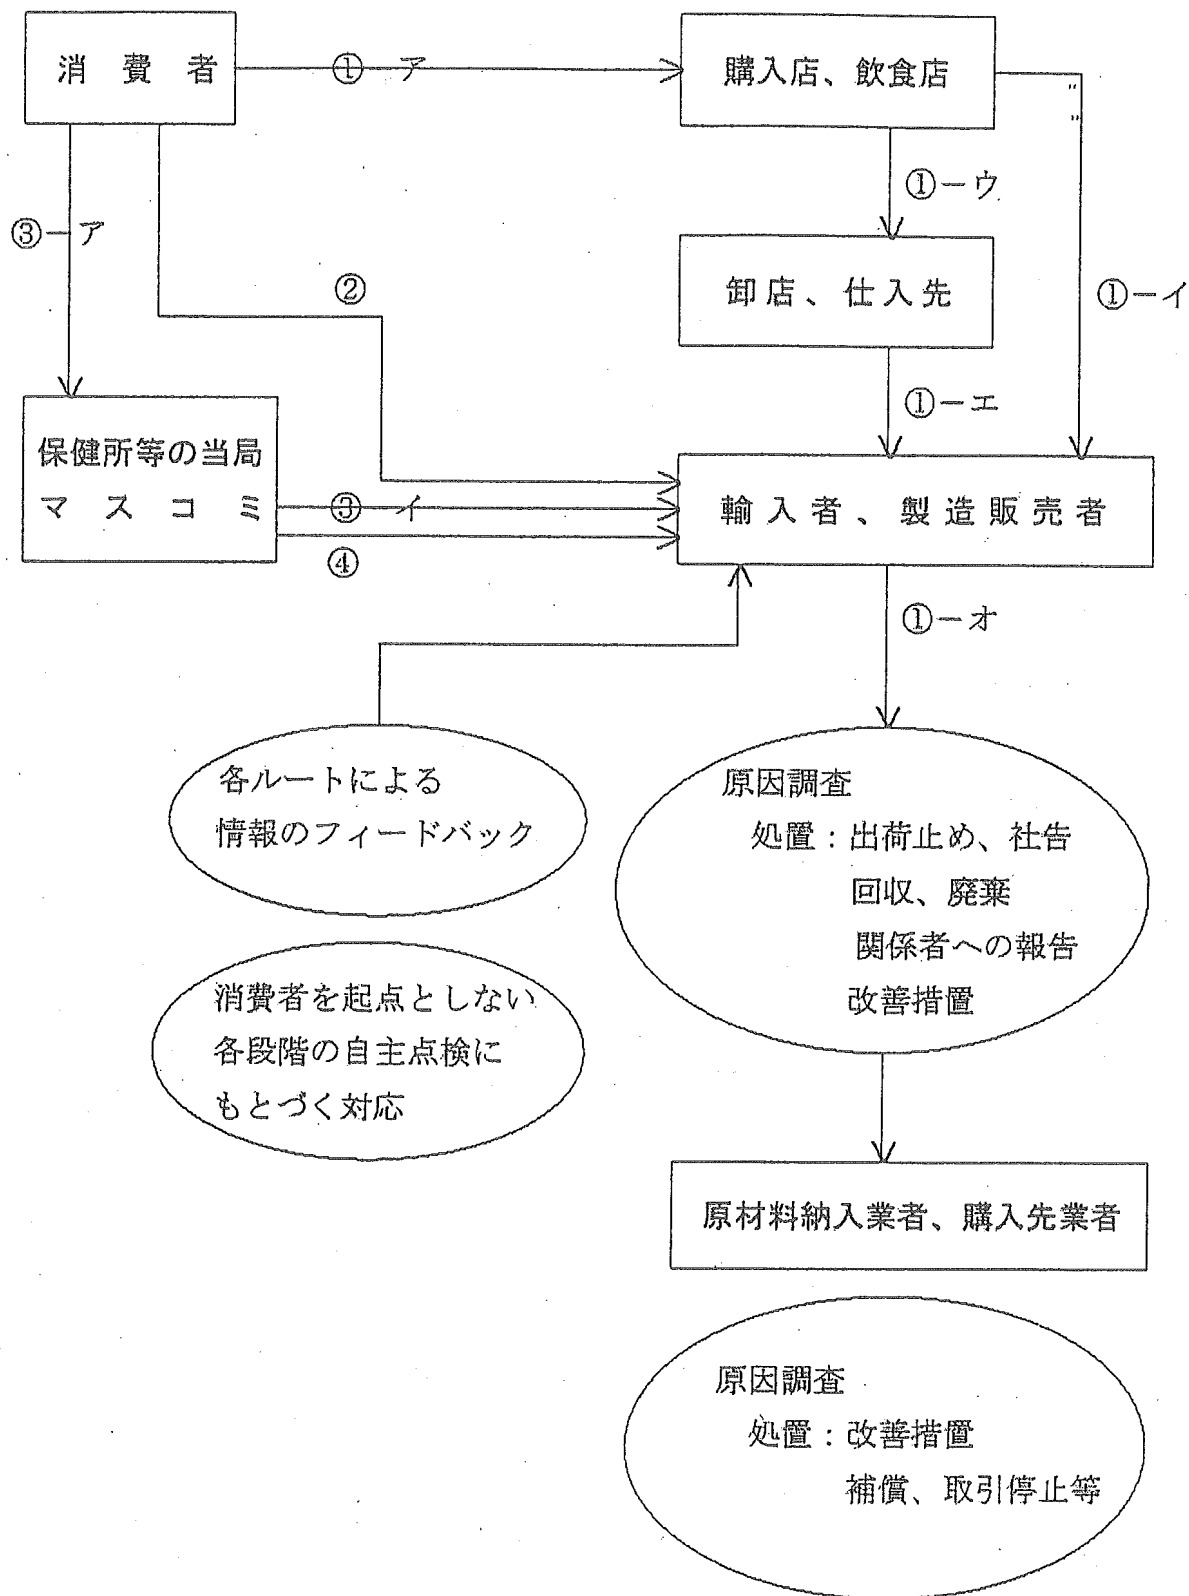 消費者
①-ア
購入店、飲食店
①-ウ
③-ア
卸店、仕入先
②
①-イ
①-エ
保健所等の当局
マスコミ
③-イ
輸入者、製造販売者
④
①-オ
各ルートによる
情報のフィードバック
原因調査
処置：出荷止め、社告
回収、廃棄
関係者への報告
改善措置
消費者を起点としない
各段階の自主点検に
もとづく対応
原材料納入業者、購入先業者
原因調査
処置：改善措置
補償、取引停止等